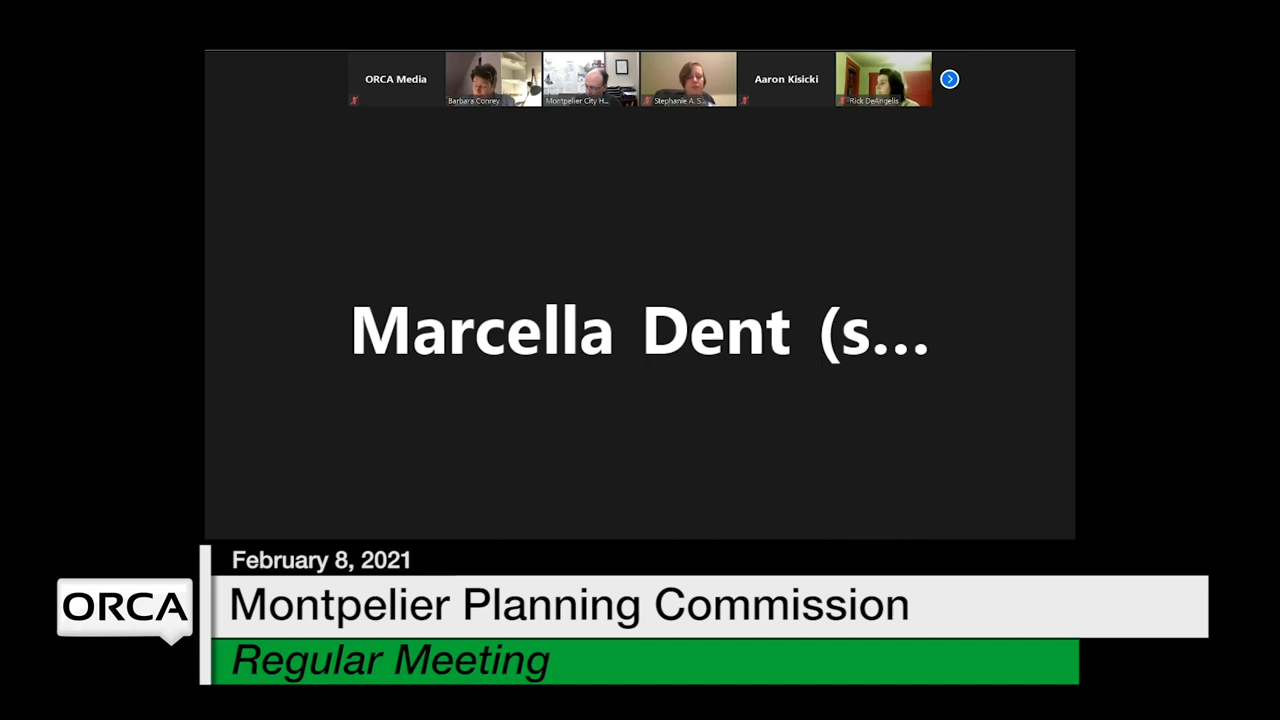 ORCA Media
Aaron Kisicki
Barbara Conrey
Montpelier City H...
Stephanie A. S...
Rick DeAngelis
Marcella Dent (s...
February 8, 2021
ORCA
Montpelier Planning Commission
Regular Meeting